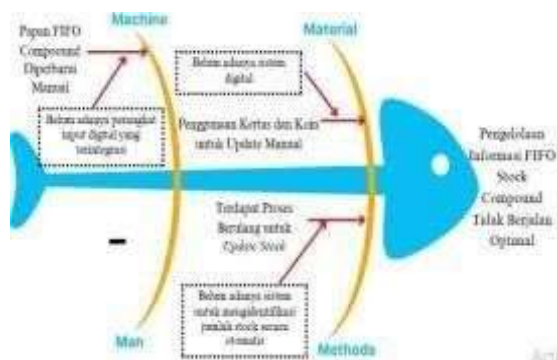 Machine
Papan FIFO
Compound
Diperbarui
Manual
Belum adanya perangkat
input digital yang
terintegrasi
Material
Belum adanya sistem
digital
Penggunaan Kertas dan Koin
untuk Update Manual
Pengelolaan
Informasi FIFO
Stock
Compound
Tidak Berjalan
Optimal
Terdapat Proses
Berulang untuk
Update Stock
-
Belum adanya sistem
untuk mengidentifikasi
jumlah stock secara
otomatis
Man
Methods